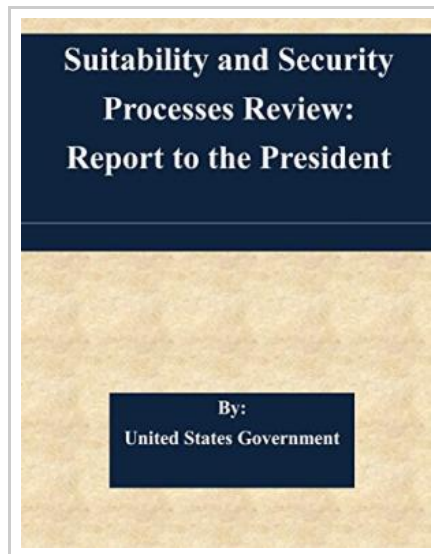 Suitability and Security
Processes Review:
Report to the President
By:
United States Government